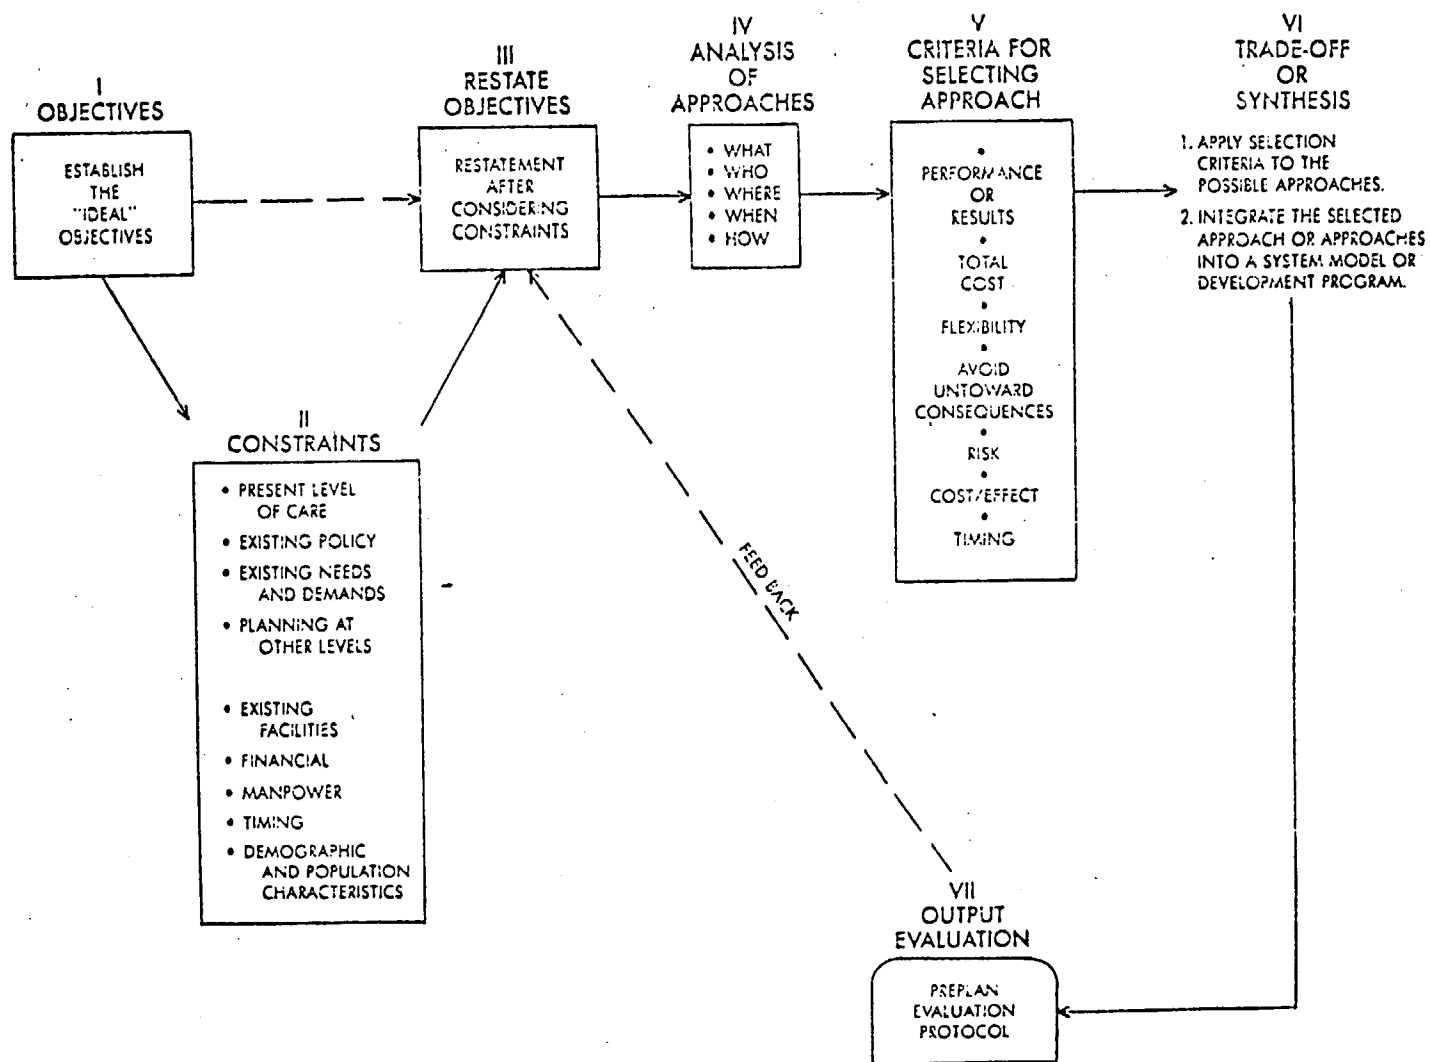 I
OBJECTIVES
ESTABLISH
THE
"IDEAL"
OBJECTIVES
II
CONSTRAINTS
• PRESENT LEVEL
OF CARE
• EXISTING POLICY
• EXISTING NEEDS
AND DEMANDS
• PLANNING AT
OTHER LEVELS
• EXISTING
FACILITIES
• FINANCIAL
• MANPOWER
• TIMING
• DEMOGRAPHIC
AND POPULATION
CHARACTERISTICS
III
RESTATE
OBJECTIVES
RESTATEMENT
AFTER
CONSIDERING
CONSTRAINTS
IV
ANALYSIS
OF
APPROACHES
• WHAT
• WHO
• WHERE
• WHEN
• HOW
V
CRITERIA FOR
SELECTING
APPROACH
•
PERFORMANCE
OR
RESULTS
•
TOTAL
COST
•
FLEXIBILITY
•
AVOID
UNTOWARD
CONSEQUENCES
•
RISK
•
COST/EFFECT
•
TIMING
VI
TRADE-OFF
OR
SYNTHESIS
1. APPLY SELECTION
CRITERIA TO THE
POSSIBLE APPROACHES.
2. INTEGRATE THE SELECTED
APPROACH OR APPROACHES
INTO A SYSTEM MODEL OR
DEVELOPMENT PROGRAM.
FEED BACK
VII
OUTPUT
EVALUATION
PREPLAN
EVALUATION
PROTOCOL